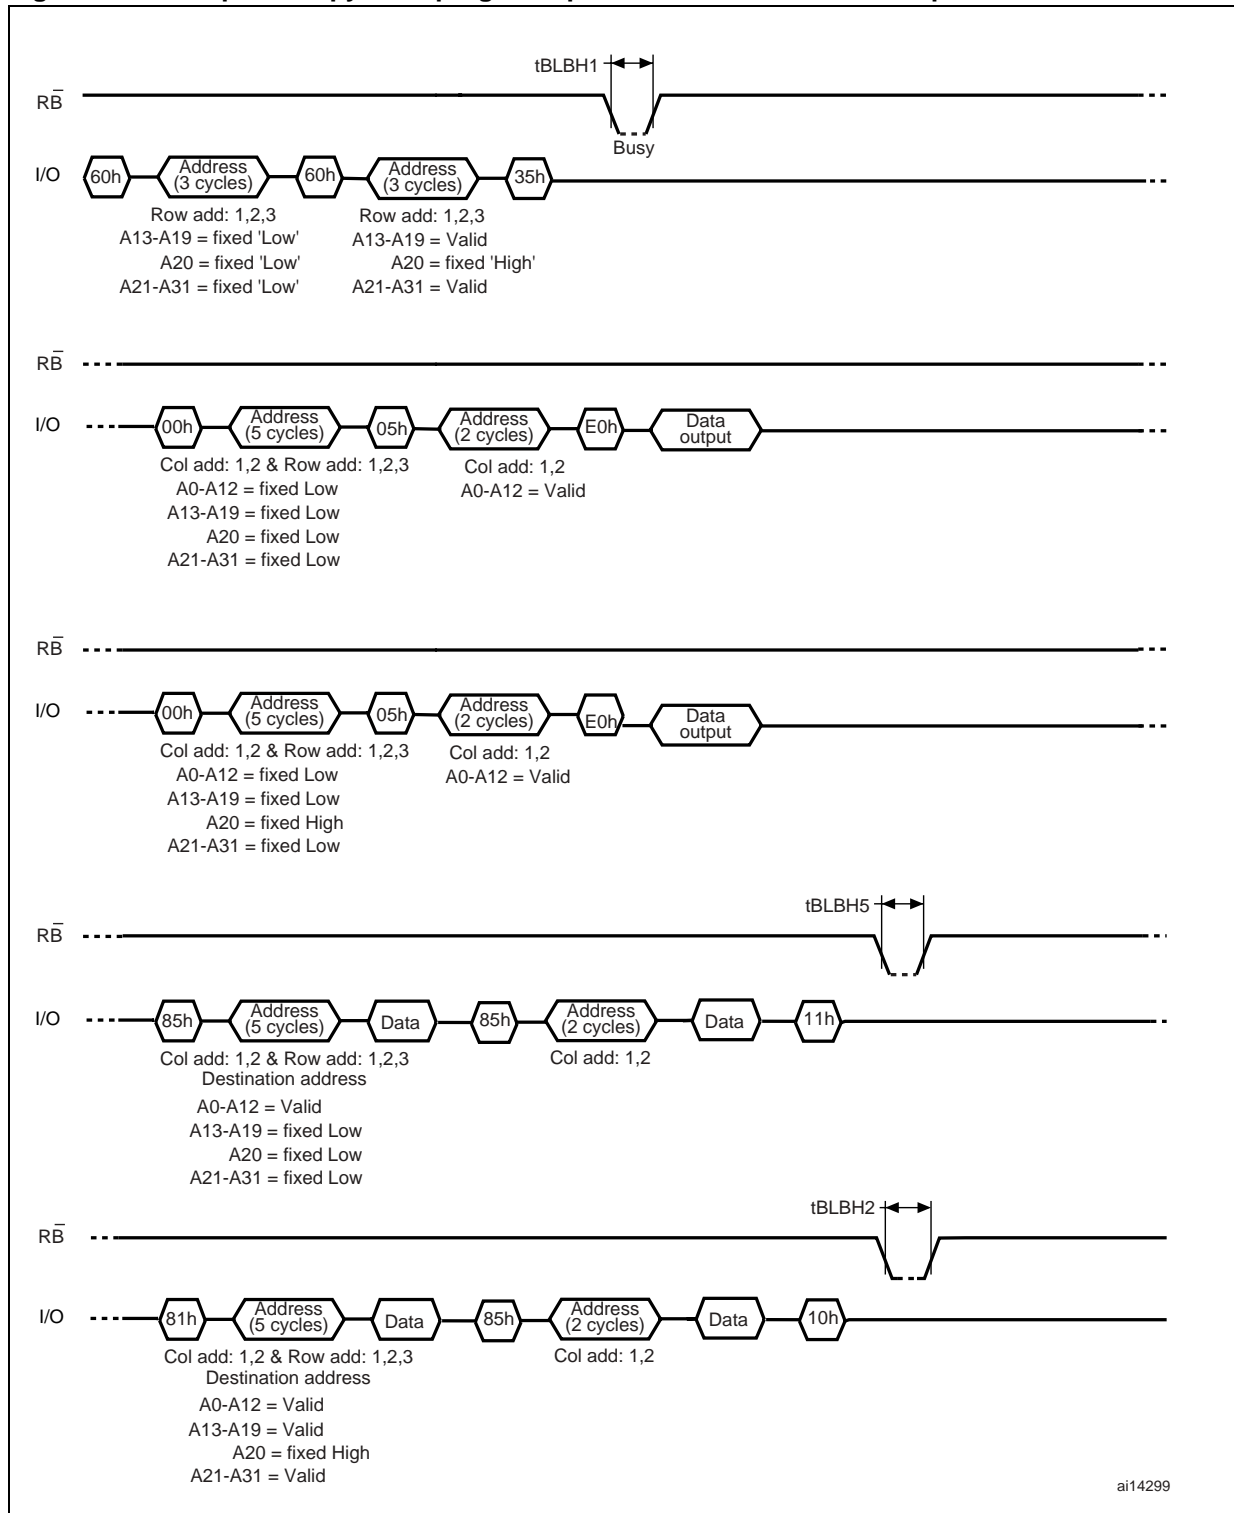 tBLBH1
RB̅
Busy
I/O 60h Address (3 cycles) 60h Address (3 cycles) 35h
Row add: 1,2,3 Row add: 1,2,3
A13-A19 = fixed 'Low' A13-A19 = Valid
A20 = fixed 'Low' A20 = fixed 'High'
A21-A31 = fixed 'Low' A21-A31 = Valid
RB̅
I/O 00h Address (5 cycles) 05h Address (2 cycles) E0h Data output
Col add: 1,2 & Row add: 1,2,3 Col add: 1,2
A0-A12 = fixed Low A0-A12 = Valid
A13-A19 = fixed Low
A20 = fixed Low
A21-A31 = fixed Low
RB̅
I/O 00h Address (5 cycles) 05h Address (2 cycles) E0h Data output
Col add: 1,2 & Row add: 1,2,3 Col add: 1,2
A0-A12 = fixed Low A0-A12 = Valid
A13-A19 = fixed Low
A20 = fixed High
A21-A31 = fixed Low
tBLBH5
RB̅
I/O 85h Address (5 cycles) Data 85h Address (2 cycles) Data 11h
Col add: 1,2 & Row add: 1,2,3 Col add: 1,2
Destination address
A0-A12 = Valid
A13-A19 = fixed Low
A20 = fixed Low
A21-A31 = fixed Low
tBLBH2
RB̅
I/O 81h Address (5 cycles) Data 85h Address (2 cycles) Data 10h
Col add: 1,2 & Row add: 1,2,3 Col add: 1,2
Destination address
A0-A12 = Valid
A13-A19 = Valid
A20 = fixed High
A21-A31 = Valid
ai14299